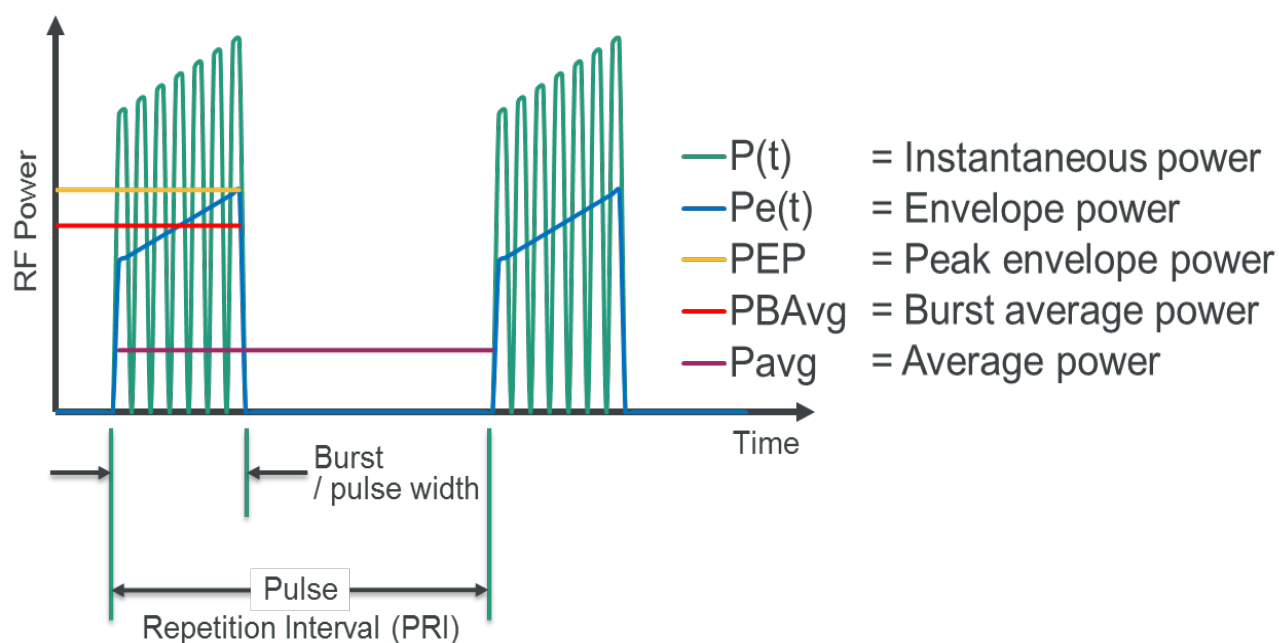 RF Power
P(t) = Instantaneous power
Pe(t) = Envelope power
PEP = Peak envelope power
PBAvg = Burst average power
Pavg = Average power
Time
Burst
/ pulse width
Pulse
Repetition Interval (PRI)